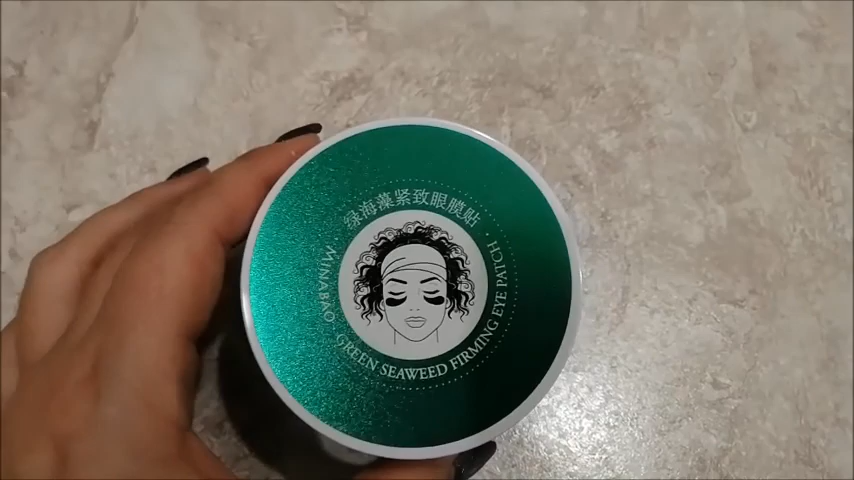 绿海藻紧致眼膜贴
MINABAO
GREEN SEAWEED FIRMING EYE PATCH